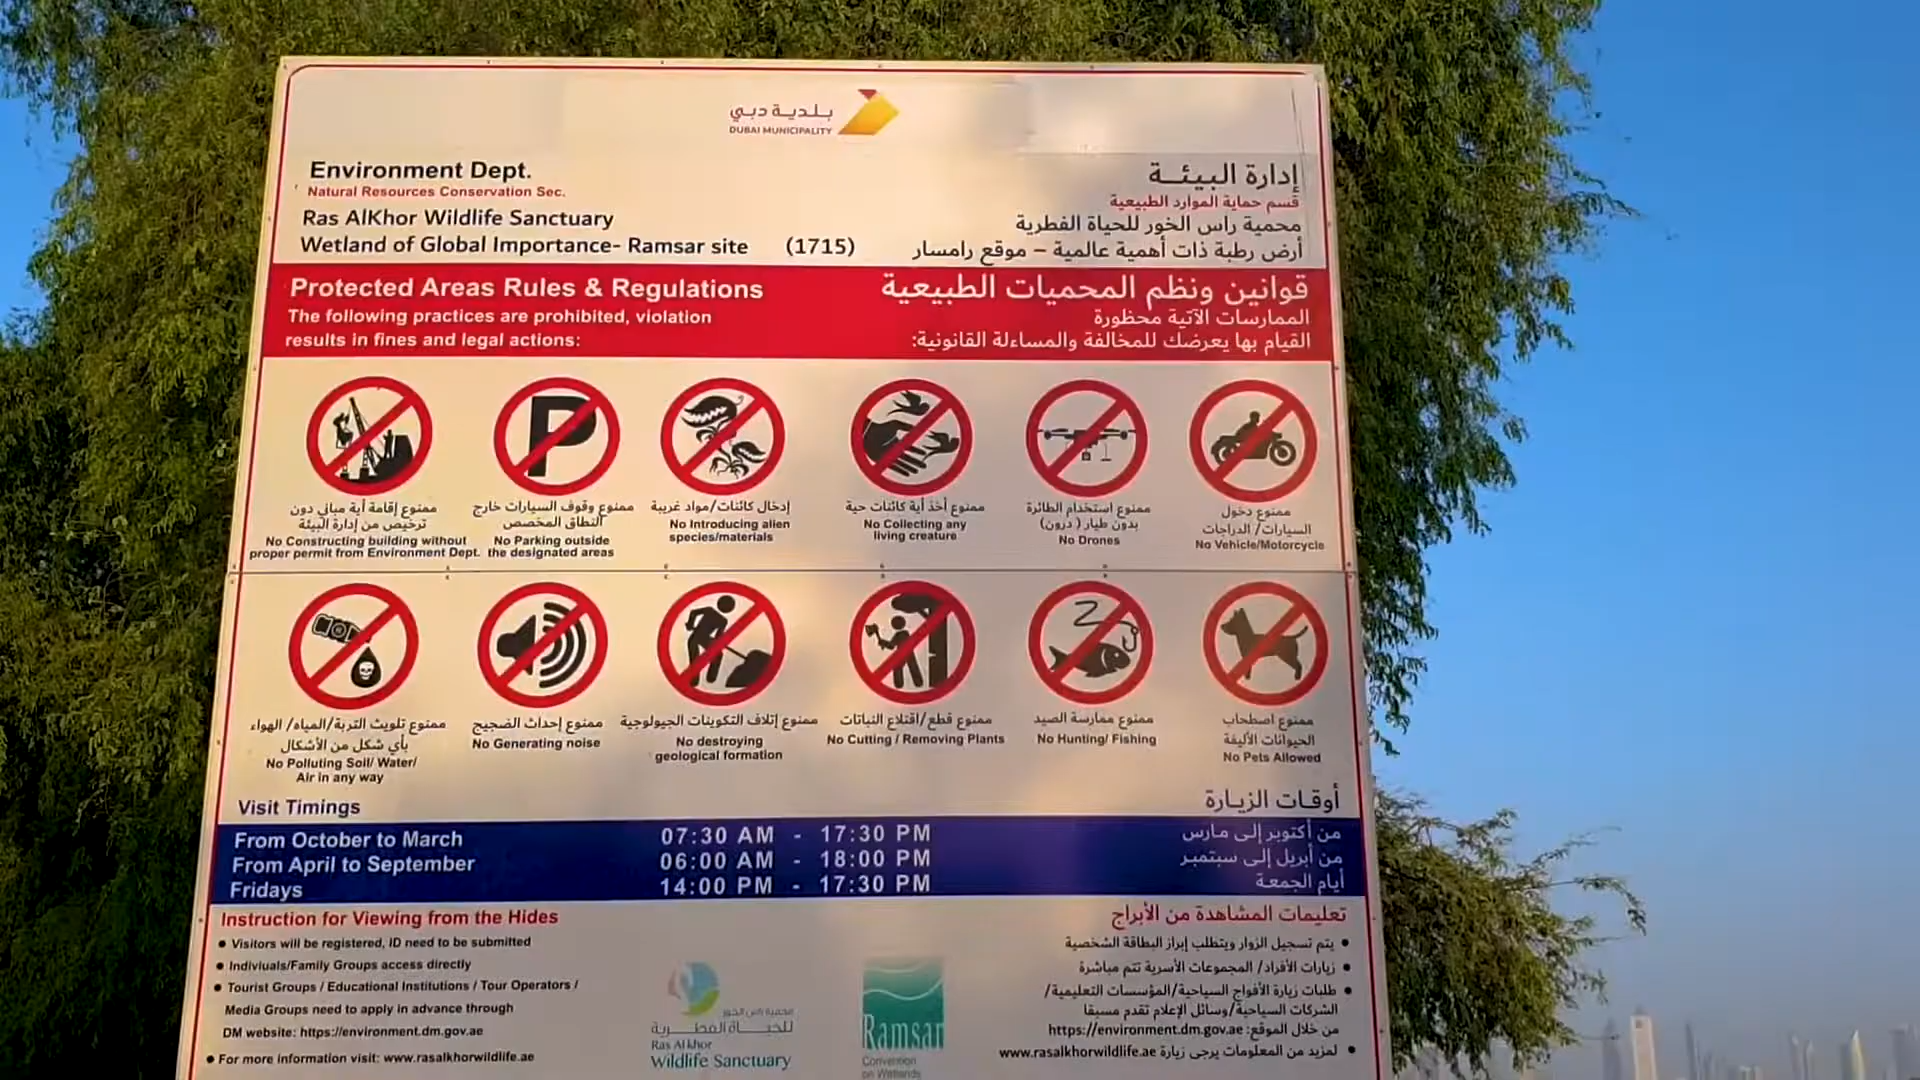 بلدية دبي
DUBAI MUNICIPALITY
Environment Dept.
إدارة البيئــة
Natural Resources Conservation Sec.
قسم حماية الموارد الطبيعية
Ras AlKhor Wildlife Sanctuary
محمية راس الخور للحياة الفطرية
Wetland of Global Importance- Ramsar site (1715)
أرض رطبة ذات أهمية عالمية – موقع رامسار
Protected Areas Rules & Regulations
قوانين ونظم المحميات الطبيعية
The following practices are prohibited, violation
results in fines and legal actions:
الممارسات الآتية محظورة
القيام بها يعرضك للمخالفة والمساءلة القانونية:
P
ممنوع إقامة أية مباني دون
ترخيص من إدارة البيئة
No Constructing building without
proper permit from Environment Dept.
ممنوع وقوف السيارات خارج
النطاق المخصص
No Parking outside
the designated areas
إدخال كائنات/مواد غريبة
No Introducing alien
species/materials
ممنوع أخذ أية كائنات حية
No Collecting any
living creature
ممنوع استخدام الطائرة
بدون طيار (درون)
No Drones
ممنوع دخول
السيارات/ الدراجات
No Vehicle/Motorcycle
ممنوع تلويث التربة/المياه/ الهواء
بأي شكل من الأشكال
No Polluting Soil/ Water/
Air in any way
ممنوع إحداث الضجيج
No Generating noise
ممنوع إتلاف التكوينات الجيولوجية
No destroying
geological formation
ممنوع قطع/اقتلاع النباتات
No Cutting / Removing Plants
ممنوع ممارسة الصيد
No Hunting/ Fishing
ممنوع اصطحاب
الحيوانات الأليفة
No Pets Allowed
Visit Timings
أوقات الزيارة
From October to March 07:30 AM - 17:30 PM من أكتوبر إلى مارس
From April to September 06:00 AM - 18:00 PM من أبريل إلى سبتمبر
Fridays 14:00 PM - 17:30 PM أيام الجمعة
Instruction for Viewing from the Hides
● Visitors will be registered, ID need to be submitted
● Indiviuals/Family Groups access directly
● Tourist Groups / Educational Institutions / Tour Operators /
Media Groups need to apply in advance through
DM website: https://environment.dm.gov.ae
● For more information visit: www.rasalkhorwildlife.ae
محمية راس الخور
للحياة الفطرية
Ras Al Khor
Wildlife Sanctuary
Ramsar
Convention
on Wetlands
تعليمات المشاهدة من الأبراج
● يتم تسجيل الزوار ويتطلب إبراز البطاقة الشخصية
● زيارات الأفراد/ المجموعات الأسرية تتم مباشرة
● طلبات زيارة الأفواج السياحية/المؤسسات التعليمية/
الشركات السياحية/وسائل الإعلام تقدم مسبقا
من خلال الموقع: https://environment.dm.gov.ae
● لمزيد من المعلومات يرجى زيارة www.rasalkhorwildlife.ae